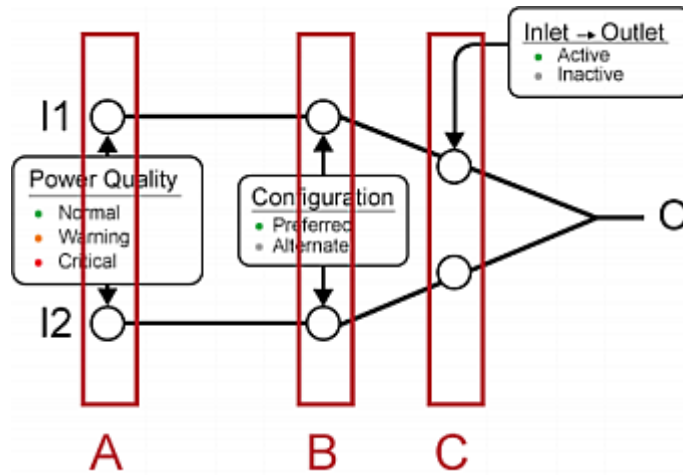 Inlet → Outlet
Active
Inactive
I1
Power Quality
Normal
Warning
Critical
Configuration
Preferred
Alternate
O
I2
A
B
C